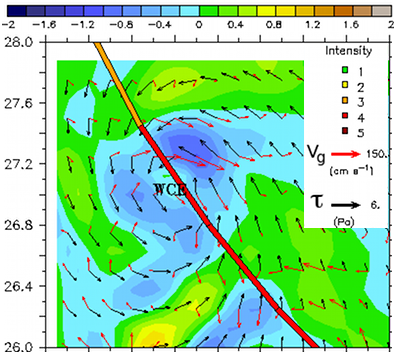 -2 -1.6 -1.2 -0.8 -0.4 0 0.4 0.8 1.2 1.6 2
28.0
27.6
27.2
26.8
26.4
26.0
Intensity
1
2
3
4
5
Vg 150.
(cm s⁻¹)
τ 6.
(Pa)
WCE